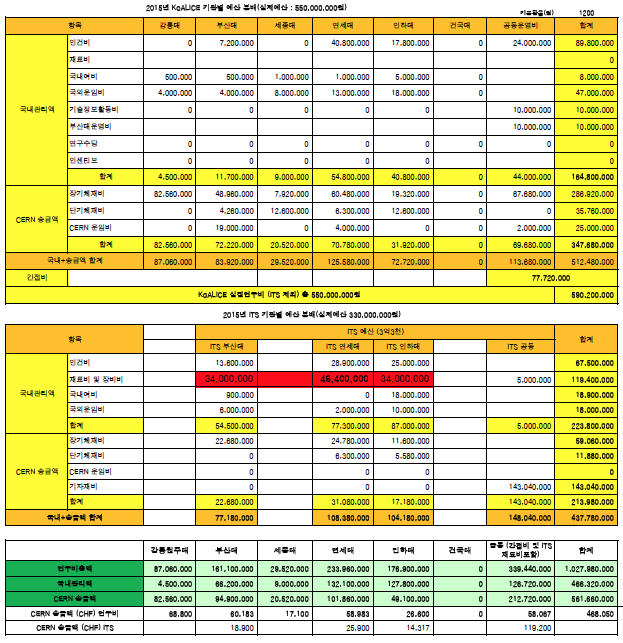 2015년 KoALICE 기관별 예산 분배(실제예산 : 550.000.000원)
1200
항목 강릉대 부산대 세종대 연세대 인하대 건국대 공동운영비 합계
국내관리액
인건비 0 7.200.000 0 40.800.000 17.800.000 0 24.000.000 89.800.000
재료비 0
국내여비 500.000 500.000 1.000.000 1.000.000 5.000.000 0 8.000.000
국외운임비 4.000.000 4.000.000 8.000.000 13.000.000 18.000.000 0 47.000.000
기술정보활동비 0 0 0 0 0 10.000.000 10.000.000
부산대운영비 10.000.000 10.000.000
연구수당 0 0 0 0 0 0 0
인센티브 0 0 0 0 0 0 0
합계 4.500.000 11.700.000 9.000.000 54.800.000 40.800.000 0 44.000.000 164.800.000
CERN 송금액
장기체재비 82.560.000 48.960.000 7.920.000 60.480.000 19.320.000 0 67.680.000 286.920.000
단기체재비 0 4.260.000 12.600.000 6.300.000 12.600.000 0 0 35.760.000
CERN 운임비 0 19.000.000 0 4.000.000 0 0 2.000.000 25.000.000
합계 82.560.000 72.220.000 20.520.000 70.780.000 31.920.000 0 69.680.000 347.680.000
국내+송금액 합계 87.060.000 83.920.000 29.520.000 125.580.000 72.720.000 0 113.680.000 512.480.000
간접비 77.720.000
KoALICE 실험연구비 (ITS 제외) 총 550.000.000원 590.200.000
2015년 ITS 기관별 예산 분배(실제예산 330.000.000원)
항목 ITS 예산 (3억3천) 합계
ITS 부산대 ITS 연세대 ITS 인하대 ITS 공동
국내관리액
인건비 13.600.000 28.900.000 25.000.000 67.500.000
재료비 및 장비비 34,000,000 46,400,000 34,000,000 5.000.000 119.400.000
국내여비 900.000 0 18.000.000 18.900.000
국외운임비 6.000.000 2.000.000 10.000.000 18.000.000
합계 54.500.000 77.300.000 87.000.000 5.000.000 223.800.000
CERN 송금액
장기체재비 22.680.000 24.780.000 11.600.000 59.060.000
단기체재비 0 6.300.000 5.580.000 11.880.000
CERN 운임비 0 0 0 0
기자재비 0 0 0 143.040.000 143.040.000
합계 22.680.000 31.080.000 17.180.000 143.040.000 213.980.000
국내+송금액 합계 77.180.000 108.380.000 104.180.000 148.040.000 437.780.000
강릉원주대 부산대 세종대 연세대 인하대 건국대 공통 (간접비 및 ITS 재료비포함) 합계
연구비총액 87.060.000 161.100.000 29.520.000 233.960.000 176.900.000 0 339.440.000 1.027.980.000
국내관리액 4.500.000 66.200.000 9.000.000 132.100.000 127.800.000 0 126.720.000 466.320.000
CERN 송금액 82.560.000 94.900.000 20.520.000 101.860.000 49.100.000 0 212.720.000 561.660.000
CERN 송금액 (CHF) 연구비 68.800 60.183 17.100 58.983 26.600 0 58.067 468.050
CERN 송금액 (CHF) ITS 18.900 25.900 14.317 119.200